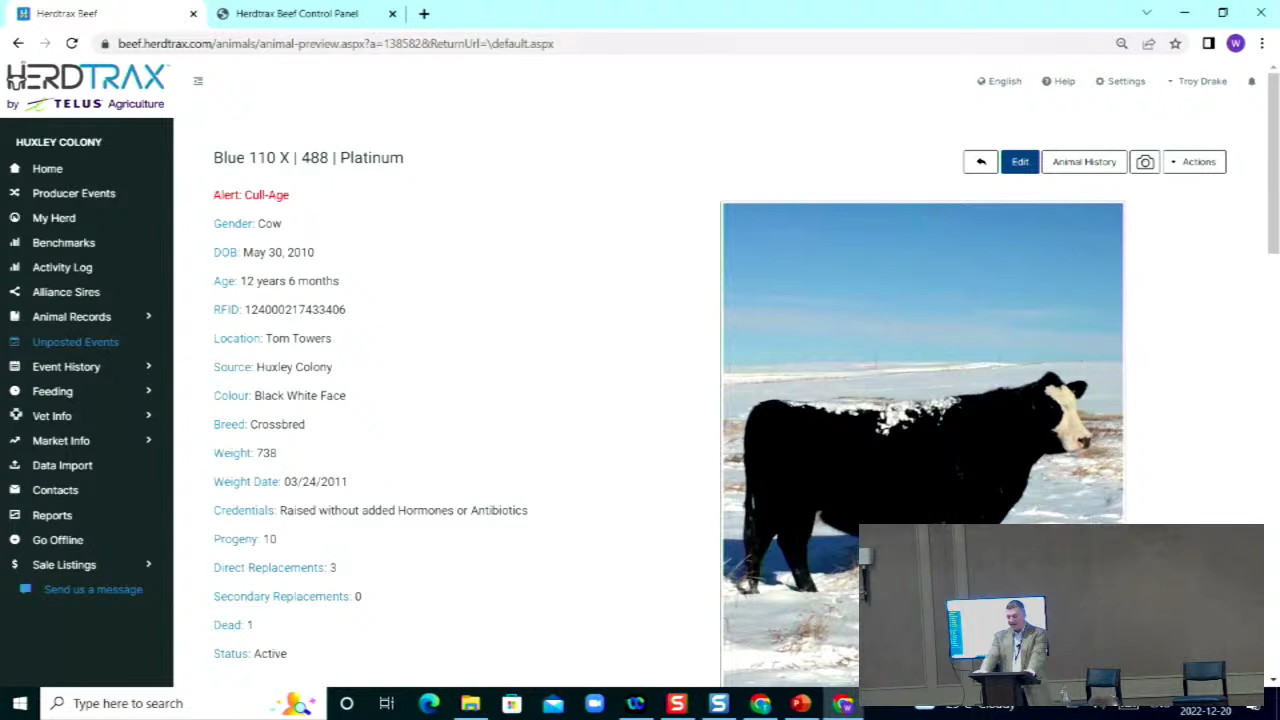 Herdtrax Beef
Herdtrax Beef Control Panel
beef.herdtrax.com/animals/animal-preview.aspx?a=138582&ReturnUrl=\default.aspx
W
HERDTRAX
by TELUS Agriculture
English
Help
Settings
Troy Drake
HUXLEY COLONY
Home
Producer Events
My Herd
Benchmarks
Activity Log
Alliance Sires
Animal Records
Unposted Events
Event History
Feeding
Vet Info
Market Info
Data Import
Contacts
Reports
Go Offline
Sale Listings
Send us a message
Blue 110 X | 488 | Platinum
Edit
Animal History
Actions
Alert: Cull-Age
Gender: Cow
DOB: May 30, 2010
Age: 12 years 6 months
RFID: 124000217433406
Location: Tom Towers
Source: Huxley Colony
Colour: Black White Face
Breed: Crossbred
Weight: 738
Weight Date: 03/24/2011
Credentials: Raised without added Hormones or Antibiotics
Progeny: 10
Direct Replacements: 3
Secondary Replacements: 0
Dead: 1
Status: Active
Type here to search
2022-12-20